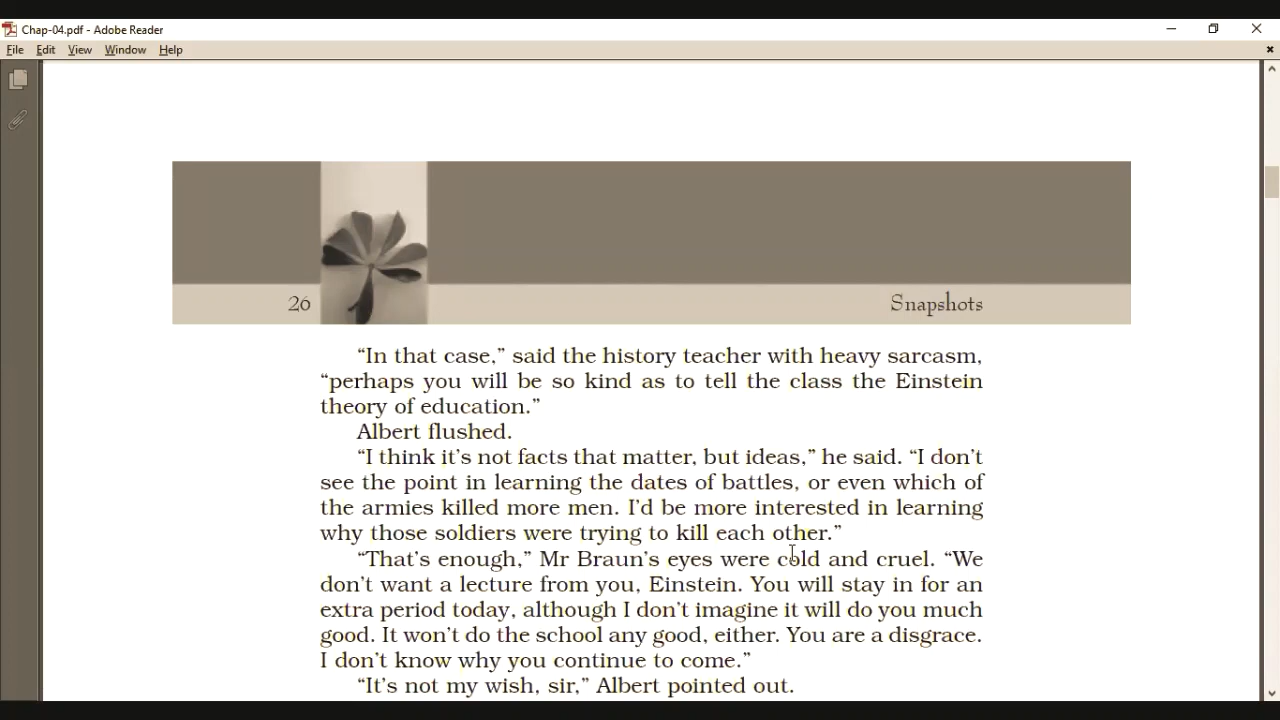 Chap-04.pdf - Adobe Reader
File Edit View Window Help
26 Snapshots
“In that case,” said the history teacher with heavy sarcasm,
“perhaps you will be so kind as to tell the class the Einstein
theory of education.”
Albert flushed.
“I think it’s not facts that matter, but ideas,” he said. “I don’t
see the point in learning the dates of battles, or even which of
the armies killed more men. I’d be more interested in learning
why those soldiers were trying to kill each other.”
“That’s enough,” Mr Braun’s eyes were cold and cruel. “We
don’t want a lecture from you, Einstein. You will stay in for an
extra period today, although I don’t imagine it will do you much
good. It won’t do the school any good, either. You are a disgrace.
I don’t know why you continue to come.”
“It’s not my wish, sir,” Albert pointed out.